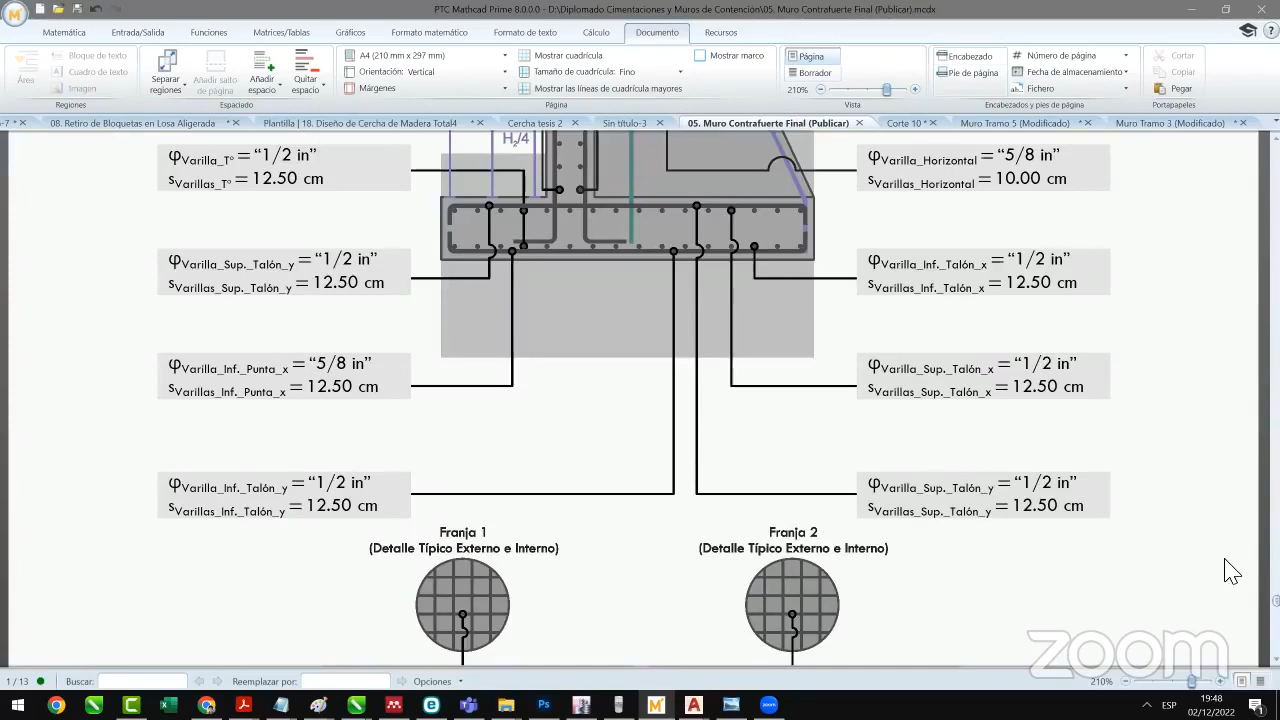 PTC Mathcad Prime 8.0.0.0 - D:\Diplomado Cimentaciones y Muros de Contención\05. Muro Contrafuerte Final (Publicar).mcdx
Matemática Entrada/Salida Funciones Matrices/Tablas Gráficos Formato matemático Formato de texto Cálculo Documento Recursos
Área
Bloque de texto
Cuadro de texto
Imagen
Regiones
Separar regiones
Añadido salto de página
Añadir espacio
Quitar espacio
Espaciado
A4 (210 mm x 297 mm)
Orientación: Vertical
Márgenes
Mostrar cuadrícula
Tamaño de cuadrícula: Fino
Mostrar las líneas de cuadrícula mayores
Mostrar marco
Página
Página
Borrador
210%
Vista
Encabezado
Pie de página
Número de página
Fecha de almacenamiento
Fichero
Encabezados y pies de página
Cortar
Copiar
Pegar
Portapapeles
-7 * 08. Retiro de Bloquetas en Losa Aligerada Plantilla | 18. Diseño de Cercha de Madera Total4 Cercha tesis 2 Sin título-3 05. Muro Contrafuerte Final (Publicar) Corte 10 * Muro Tramo 5 (Modificado) * Muro Tramo 3 (Modificado) *
H2/4
φVarilla_T° = “1/2 in”
sVarillas_T° = 12.50 cm
φVarilla_Horizontal = “5/8 in”
sVarillas_Horizontal = 10.00 cm
φVarilla_Sup._Talón_y = “1/2 in”
sVarillas_Sup._Talón_y = 12.50 cm
φVarilla_Inf._Talón_x = “1/2 in”
sVarillas_Inf._Talón_x = 12.50 cm
φVarilla_Inf._Punta_x = “5/8 in”
sVarillas_Inf._Punta_x = 12.50 cm
φVarilla_Sup._Talón_x = “1/2 in”
sVarillas_Sup._Talón_x = 12.50 cm
φVarilla_Inf._Talón_y = “1/2 in”
sVarillas_Inf._Talón_y = 12.50 cm
φVarilla_Sup._Talón_y = “1/2 in”
sVarillas_Sup._Talón_y = 12.50 cm
Franja 1
(Detalle Típico Externo e Interno)
Franja 2
(Detalle Típico Externo e Interno)
zoom
1 / 13 Buscar: Reemplazar por: Opciones 210%
ESP
19:48
02/12/2022